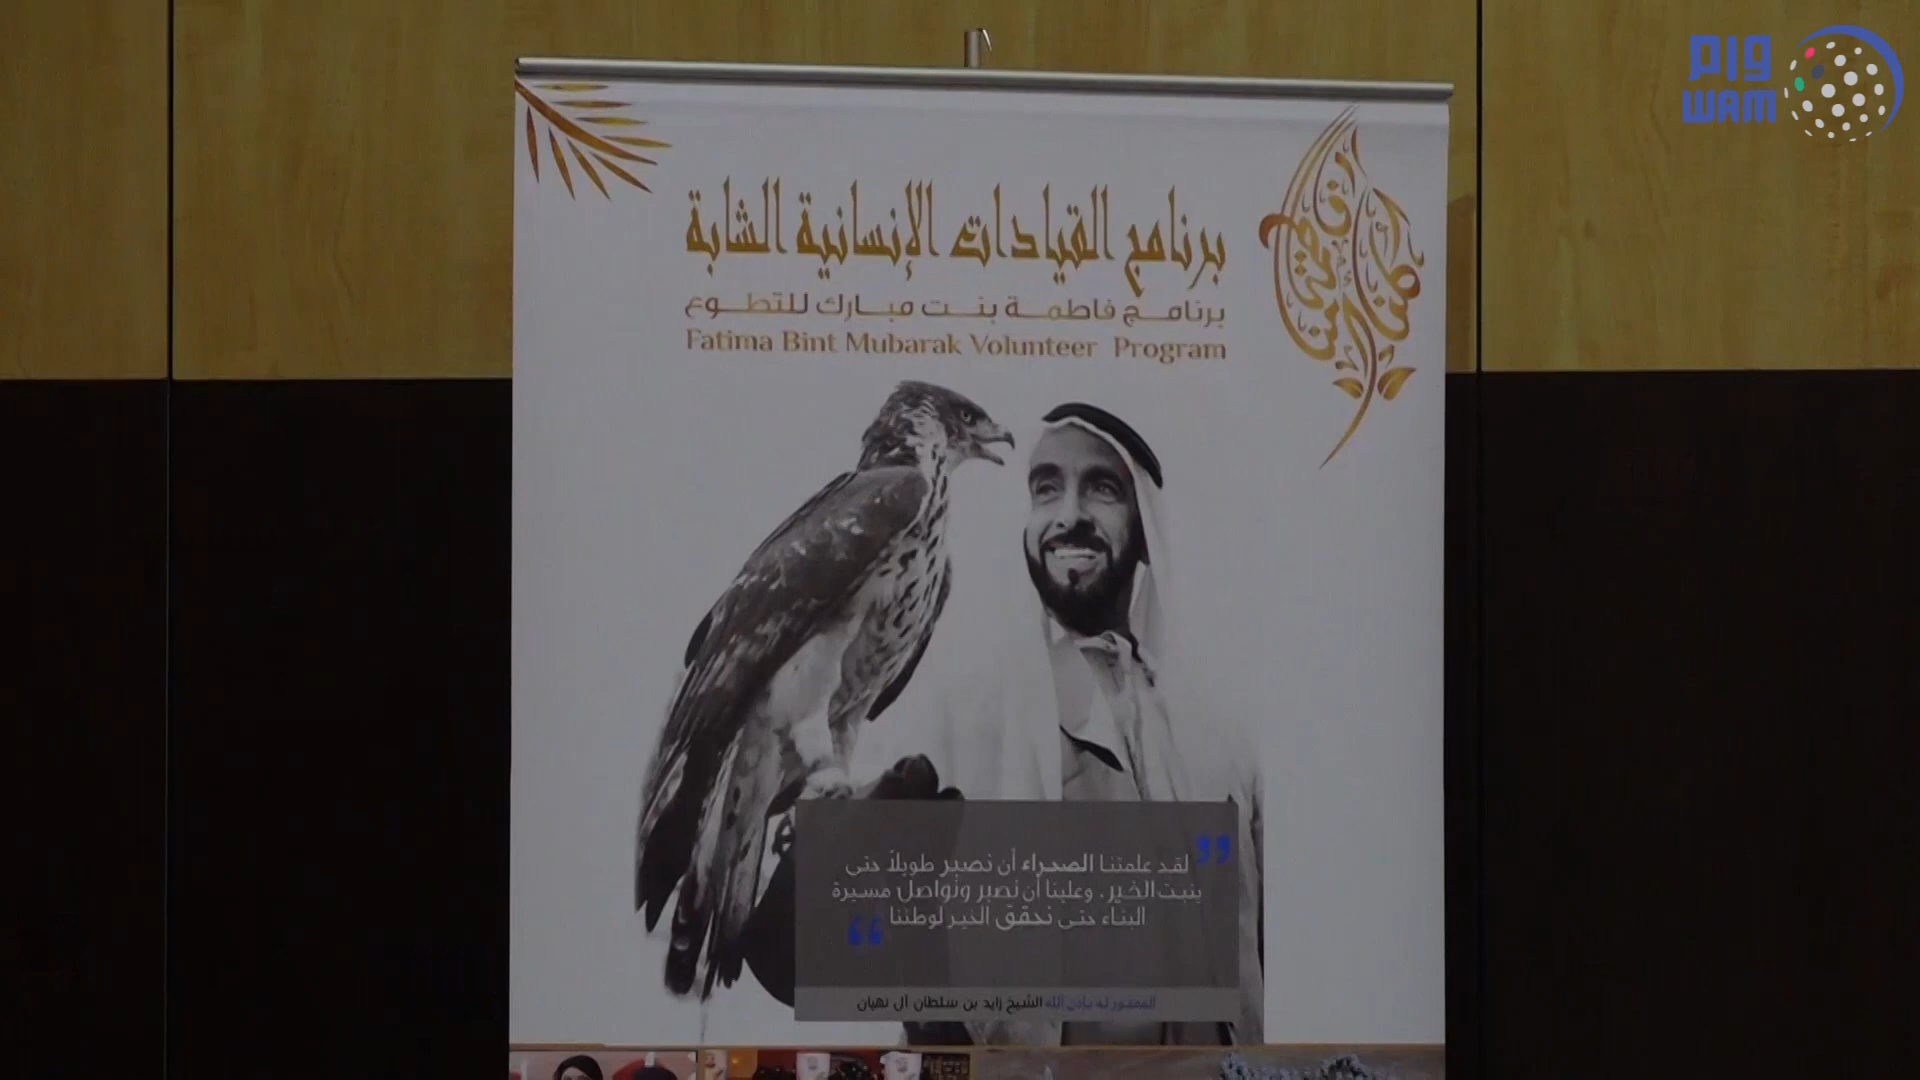 وام
WAM
برنامج القيادات الإنسانية الشابة
برنامج فاطمة بنت مبارك للتطوع
Fatima Bint Mubarak Volunteer Program
لقد علمتنا الصحراء أن نصبر طويلاً حتى
ينبت الخير، وعلينا أن نصبر ونواصل مسيرة
البناء حتى نحقق الخير لوطننا
المغفور له بإذن الله الشيخ زايد بن سلطان آل نهيان